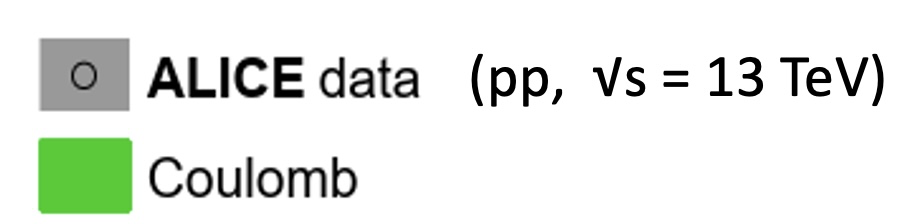 ALICE data (pp, √s = 13 TeV)
Coulomb